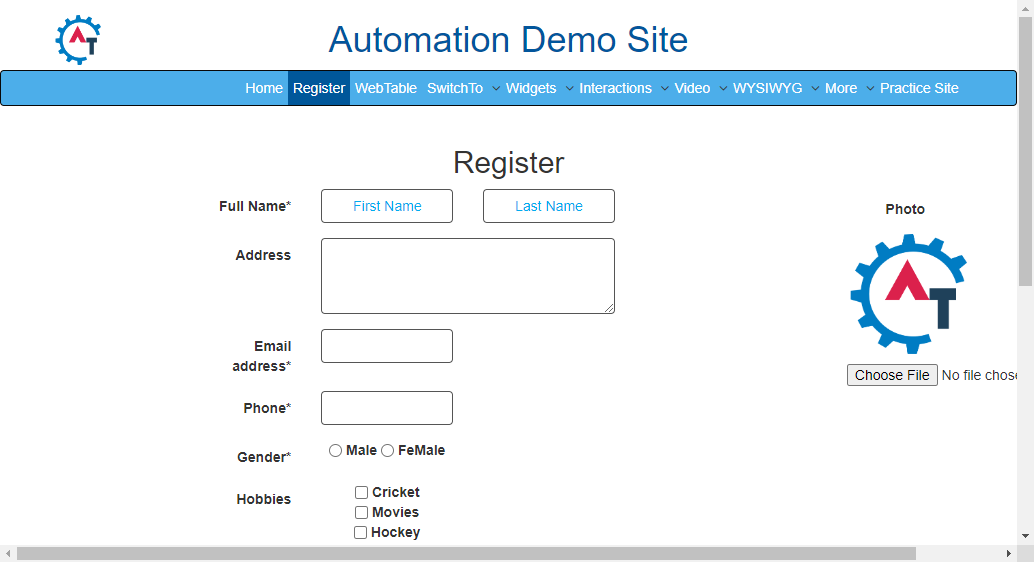 Automation Demo Site
Home Register WebTable SwitchTo Widgets Interactions Video WYSIWYG More Practice Site
Register
Full Name* First Name Last Name
Photo
Address
Email address*
Choose File No file chose
Phone*
Gender* Male FeMale
Hobbies Cricket
Movies
Hockey